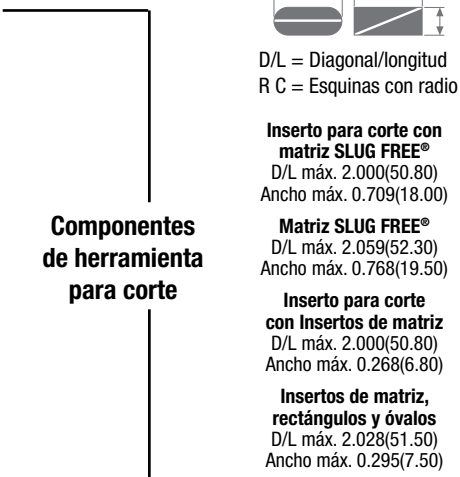 D/L = Diagonal/longitud
R C = Esquinas con radio
Inserto para corte con
matriz SLUG FREE®
D/L máx. 2.000(50.80)
Ancho máx. 0.709(18.00)
Componentes
de herramienta
para corte
Matriz SLUG FREE®
D/L máx. 2.059(52.30)
Ancho máx. 0.768(19.50)
Inserto para corte
con Insertos de matriz
D/L máx. 2.000(50.80)
Ancho máx. 0.268(6.80)
Insertos de matriz,
rectángulos y óvalos
D/L máx. 2.028(51.50)
Ancho máx. 0.295(7.50)